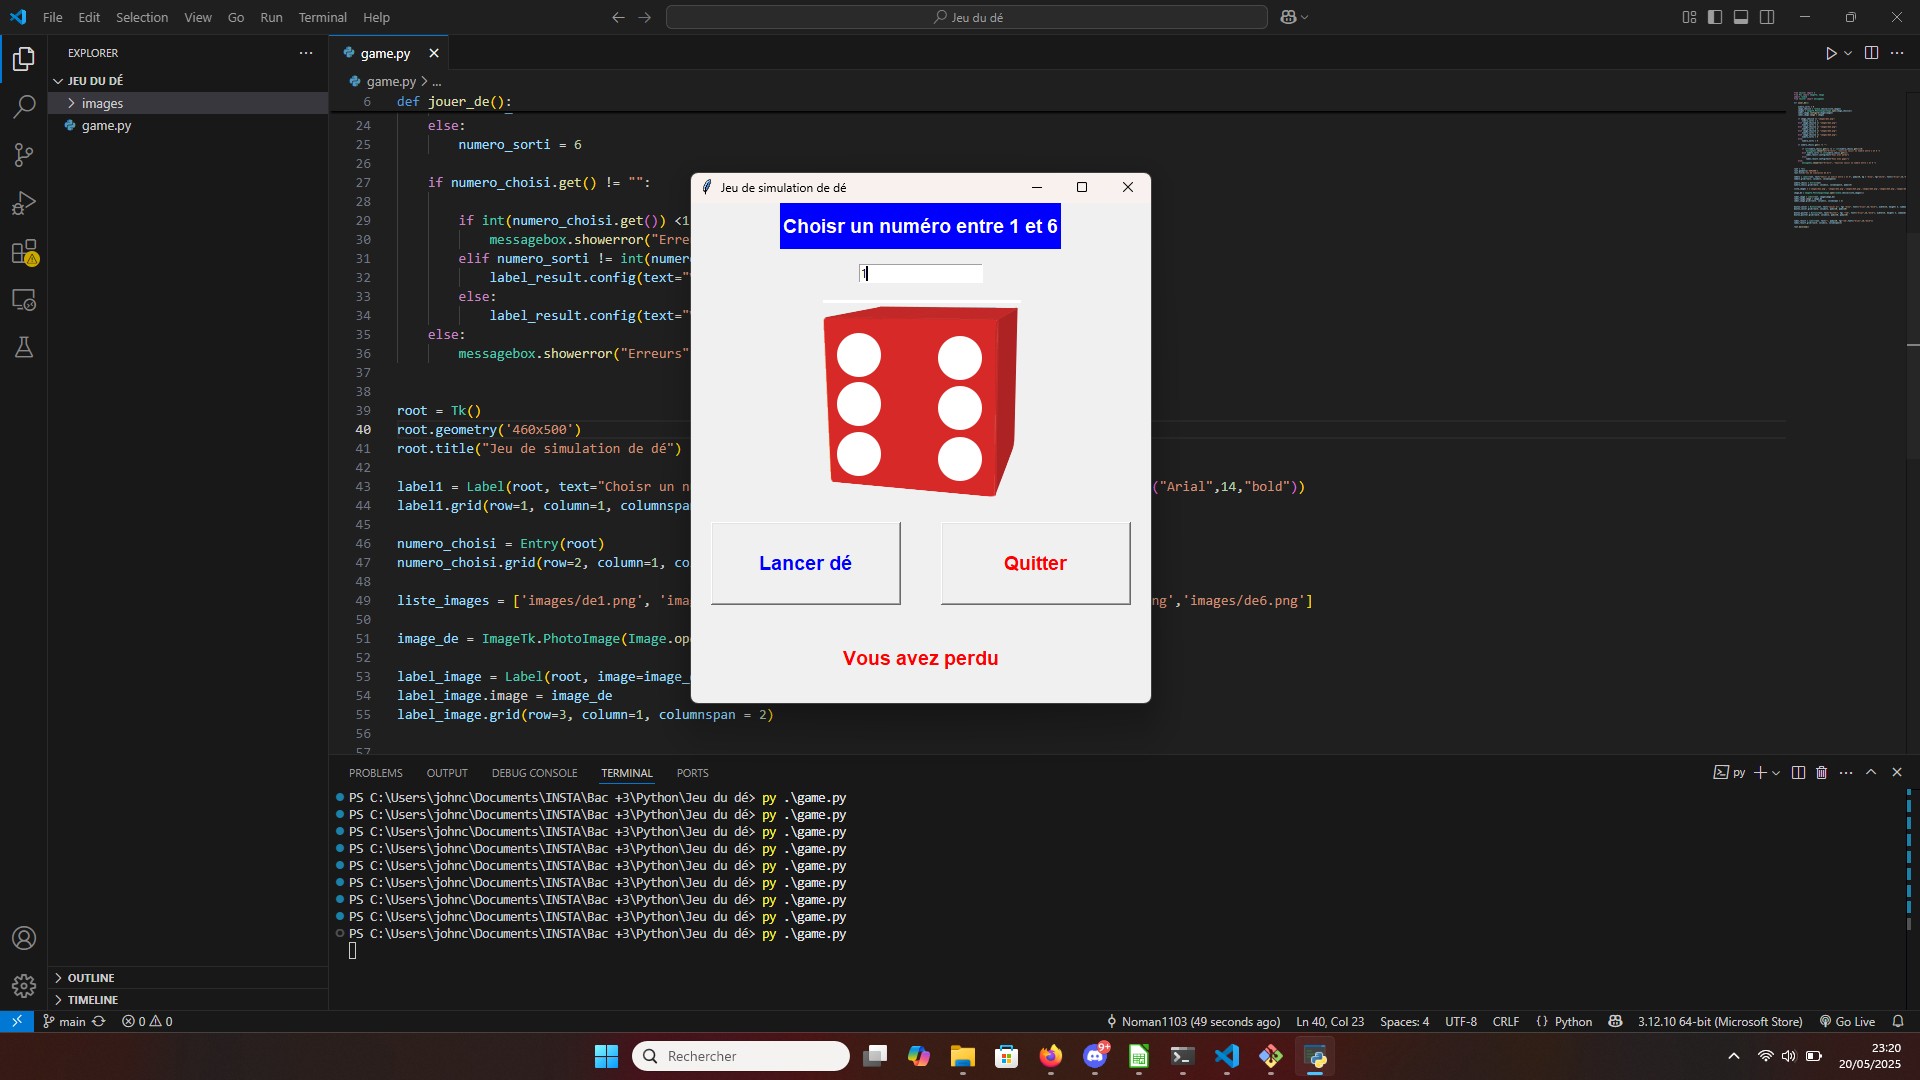 File Edit Selection View Go Run Terminal Help
Jeu du dé
EXPLORER
JEU DU DÉ
images
game.py
game.py
game.py > ...
6 def jouer_de():
24 else:
25 numero_sorti = 6
26
27 if numero_choisi.get() != "":
28
29 if int(numero_choisi.get()) <1
30 messagebox.showerror("Erre
31 elif numero_sorti != int(numer
32 label_result.config(text="
33 else:
34 label_result.config(text="
35 else:
36 messagebox.showerror("Erreurs"
37
38
39 root = Tk()
40 root.geometry('460x500')
41 root.title("Jeu de simulation de dé")
42
43 label1 = Label(root, text="Choisr un n ("Arial",14,"bold"))
44 label1.grid(row=1, column=1, columnspa
45
46 numero_choisi = Entry(root)
47 numero_choisi.grid(row=2, column=1, co
48
49 liste_images = ['images/de1.png', 'ima ng','images/de6.png']
50
51 image_de = ImageTk.PhotoImage(Image.ope
52
53 label_image = Label(root, image=image_
54 label_image.image = image_de
55 label_image.grid(row=3, column=1, columnspan = 2)
56
57
Jeu de simulation de dé
Choisr un numéro entre 1 et 6
1
Lancer dé
Quitter
Vous avez perdu
PROBLEMS OUTPUT DEBUG CONSOLE TERMINAL PORTS
py
PS C:\Users\johnc\Documents\INSTA\Bac +3\Python\Jeu du dé> py .\game.py
PS C:\Users\johnc\Documents\INSTA\Bac +3\Python\Jeu du dé> py .\game.py
PS C:\Users\johnc\Documents\INSTA\Bac +3\Python\Jeu du dé> py .\game.py
PS C:\Users\johnc\Documents\INSTA\Bac +3\Python\Jeu du dé> py .\game.py
PS C:\Users\johnc\Documents\INSTA\Bac +3\Python\Jeu du dé> py .\game.py
PS C:\Users\johnc\Documents\INSTA\Bac +3\Python\Jeu du dé> py .\game.py
PS C:\Users\johnc\Documents\INSTA\Bac +3\Python\Jeu du dé> py .\game.py
PS C:\Users\johnc\Documents\INSTA\Bac +3\Python\Jeu du dé> py .\game.py
PS C:\Users\johnc\Documents\INSTA\Bac +3\Python\Jeu du dé> py .\game.py
OUTLINE
TIMELINE
main 0 0 Noman1103 (49 seconds ago) Ln 40, Col 23 Spaces: 4 UTF-8 CRLF {} Python 3.12.10 64-bit (Microsoft Store) Go Live
Rechercher
9+
23:20
20/05/2025